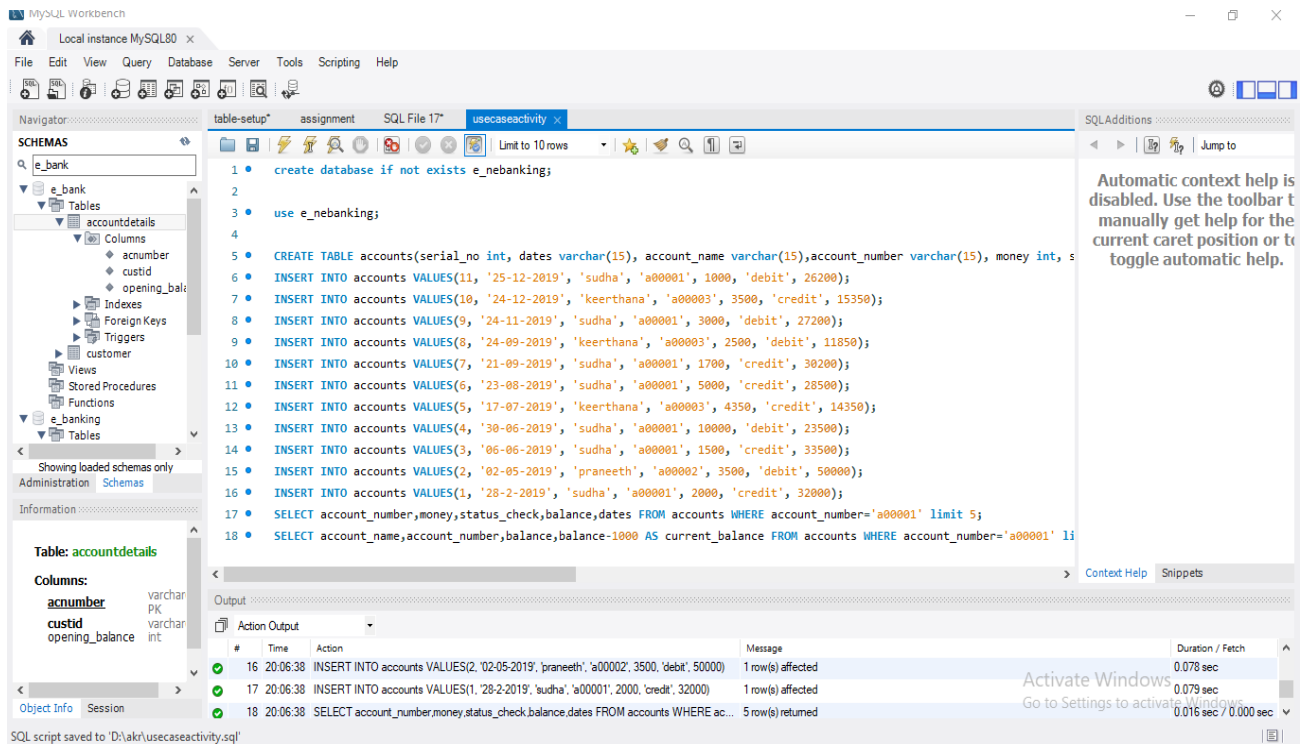 MySQL Workbench
Local instance MySQL80
File Edit View Query Database Server Tools Scripting Help
Navigator
SCHEMAS
e_bank
e_bank
Tables
accountdetails
Columns
acnumber
custid
opening_bala
Indexes
Foreign Keys
Triggers
customer
Views
Stored Procedures
Functions
e_banking
Tables
Showing loaded schemas only
Administration Schemas
Information
Table: accountdetails
Columns:
acnumber varchar
PK
custid varchar
opening_balance int
Object Info Session
table-setup* assignment SQL File 17* usecaseactivity
Limit to 10 rows
1 create database if not exists e_nebanking;
2
3 use e_nebanking;
4
5 CREATE TABLE accounts(serial_no int, dates varchar(15), account_name varchar(15),account_number varchar(15), money int, s
6 INSERT INTO accounts VALUES(11, '25-12-2019', 'sudha', 'a00001', 1000, 'debit', 26200);
7 INSERT INTO accounts VALUES(10, '24-12-2019', 'keerthana', 'a00003', 3500, 'credit', 15350);
8 INSERT INTO accounts VALUES(9, '24-11-2019', 'sudha', 'a00001', 3000, 'debit', 27200);
9 INSERT INTO accounts VALUES(8, '24-09-2019', 'keerthana', 'a00003', 2500, 'debit', 11850);
10 INSERT INTO accounts VALUES(7, '21-09-2019', 'sudha', 'a00001', 1700, 'credit', 30200);
11 INSERT INTO accounts VALUES(6, '23-08-2019', 'sudha', 'a00001', 5000, 'credit', 28500);
12 INSERT INTO accounts VALUES(5, '17-07-2019', 'keerthana', 'a00003', 4350, 'credit', 14350);
13 INSERT INTO accounts VALUES(4, '30-06-2019', 'sudha', 'a00001', 10000, 'debit', 23500);
14 INSERT INTO accounts VALUES(3, '06-06-2019', 'sudha', 'a00001', 1500, 'credit', 33500);
15 INSERT INTO accounts VALUES(2, '02-05-2019', 'praneeth', 'a00002', 3500, 'debit', 50000);
16 INSERT INTO accounts VALUES(1, '28-2-2019', 'sudha', 'a00001', 2000, 'credit', 32000);
17 SELECT account_number,money,status_check,balance,dates FROM accounts WHERE account_number='a00001' limit 5;
18 SELECT account_name,account_number,balance,balance-1000 AS current_balance FROM accounts WHERE account_number='a00001' li
SQLAdditions
Jump to
Automatic context help is
disabled. Use the toolbar t
manually get help for the
current caret position or to
toggle automatic help.
Context Help Snippets
Output
Action Output
# Time Action Message Duration / Fetch
16 20:06:38 INSERT INTO accounts VALUES(2, '02-05-2019', 'praneeth', 'a00002', 3500, 'debit', 50000) 1 row(s) affected 0.078 sec
17 20:06:38 INSERT INTO accounts VALUES(1, '28-2-2019', 'sudha', 'a00001', 2000, 'credit', 32000) 1 row(s) affected 0.079 sec
18 20:06:38 SELECT account_number,money,status_check,balance,dates FROM accounts WHERE ac... 5 row(s) returned 0.016 sec / 0.000 sec
Activate Windows
Go to Settings to activate Windows.
SQL script saved to 'D:\akr\usecaseactivity.sql'